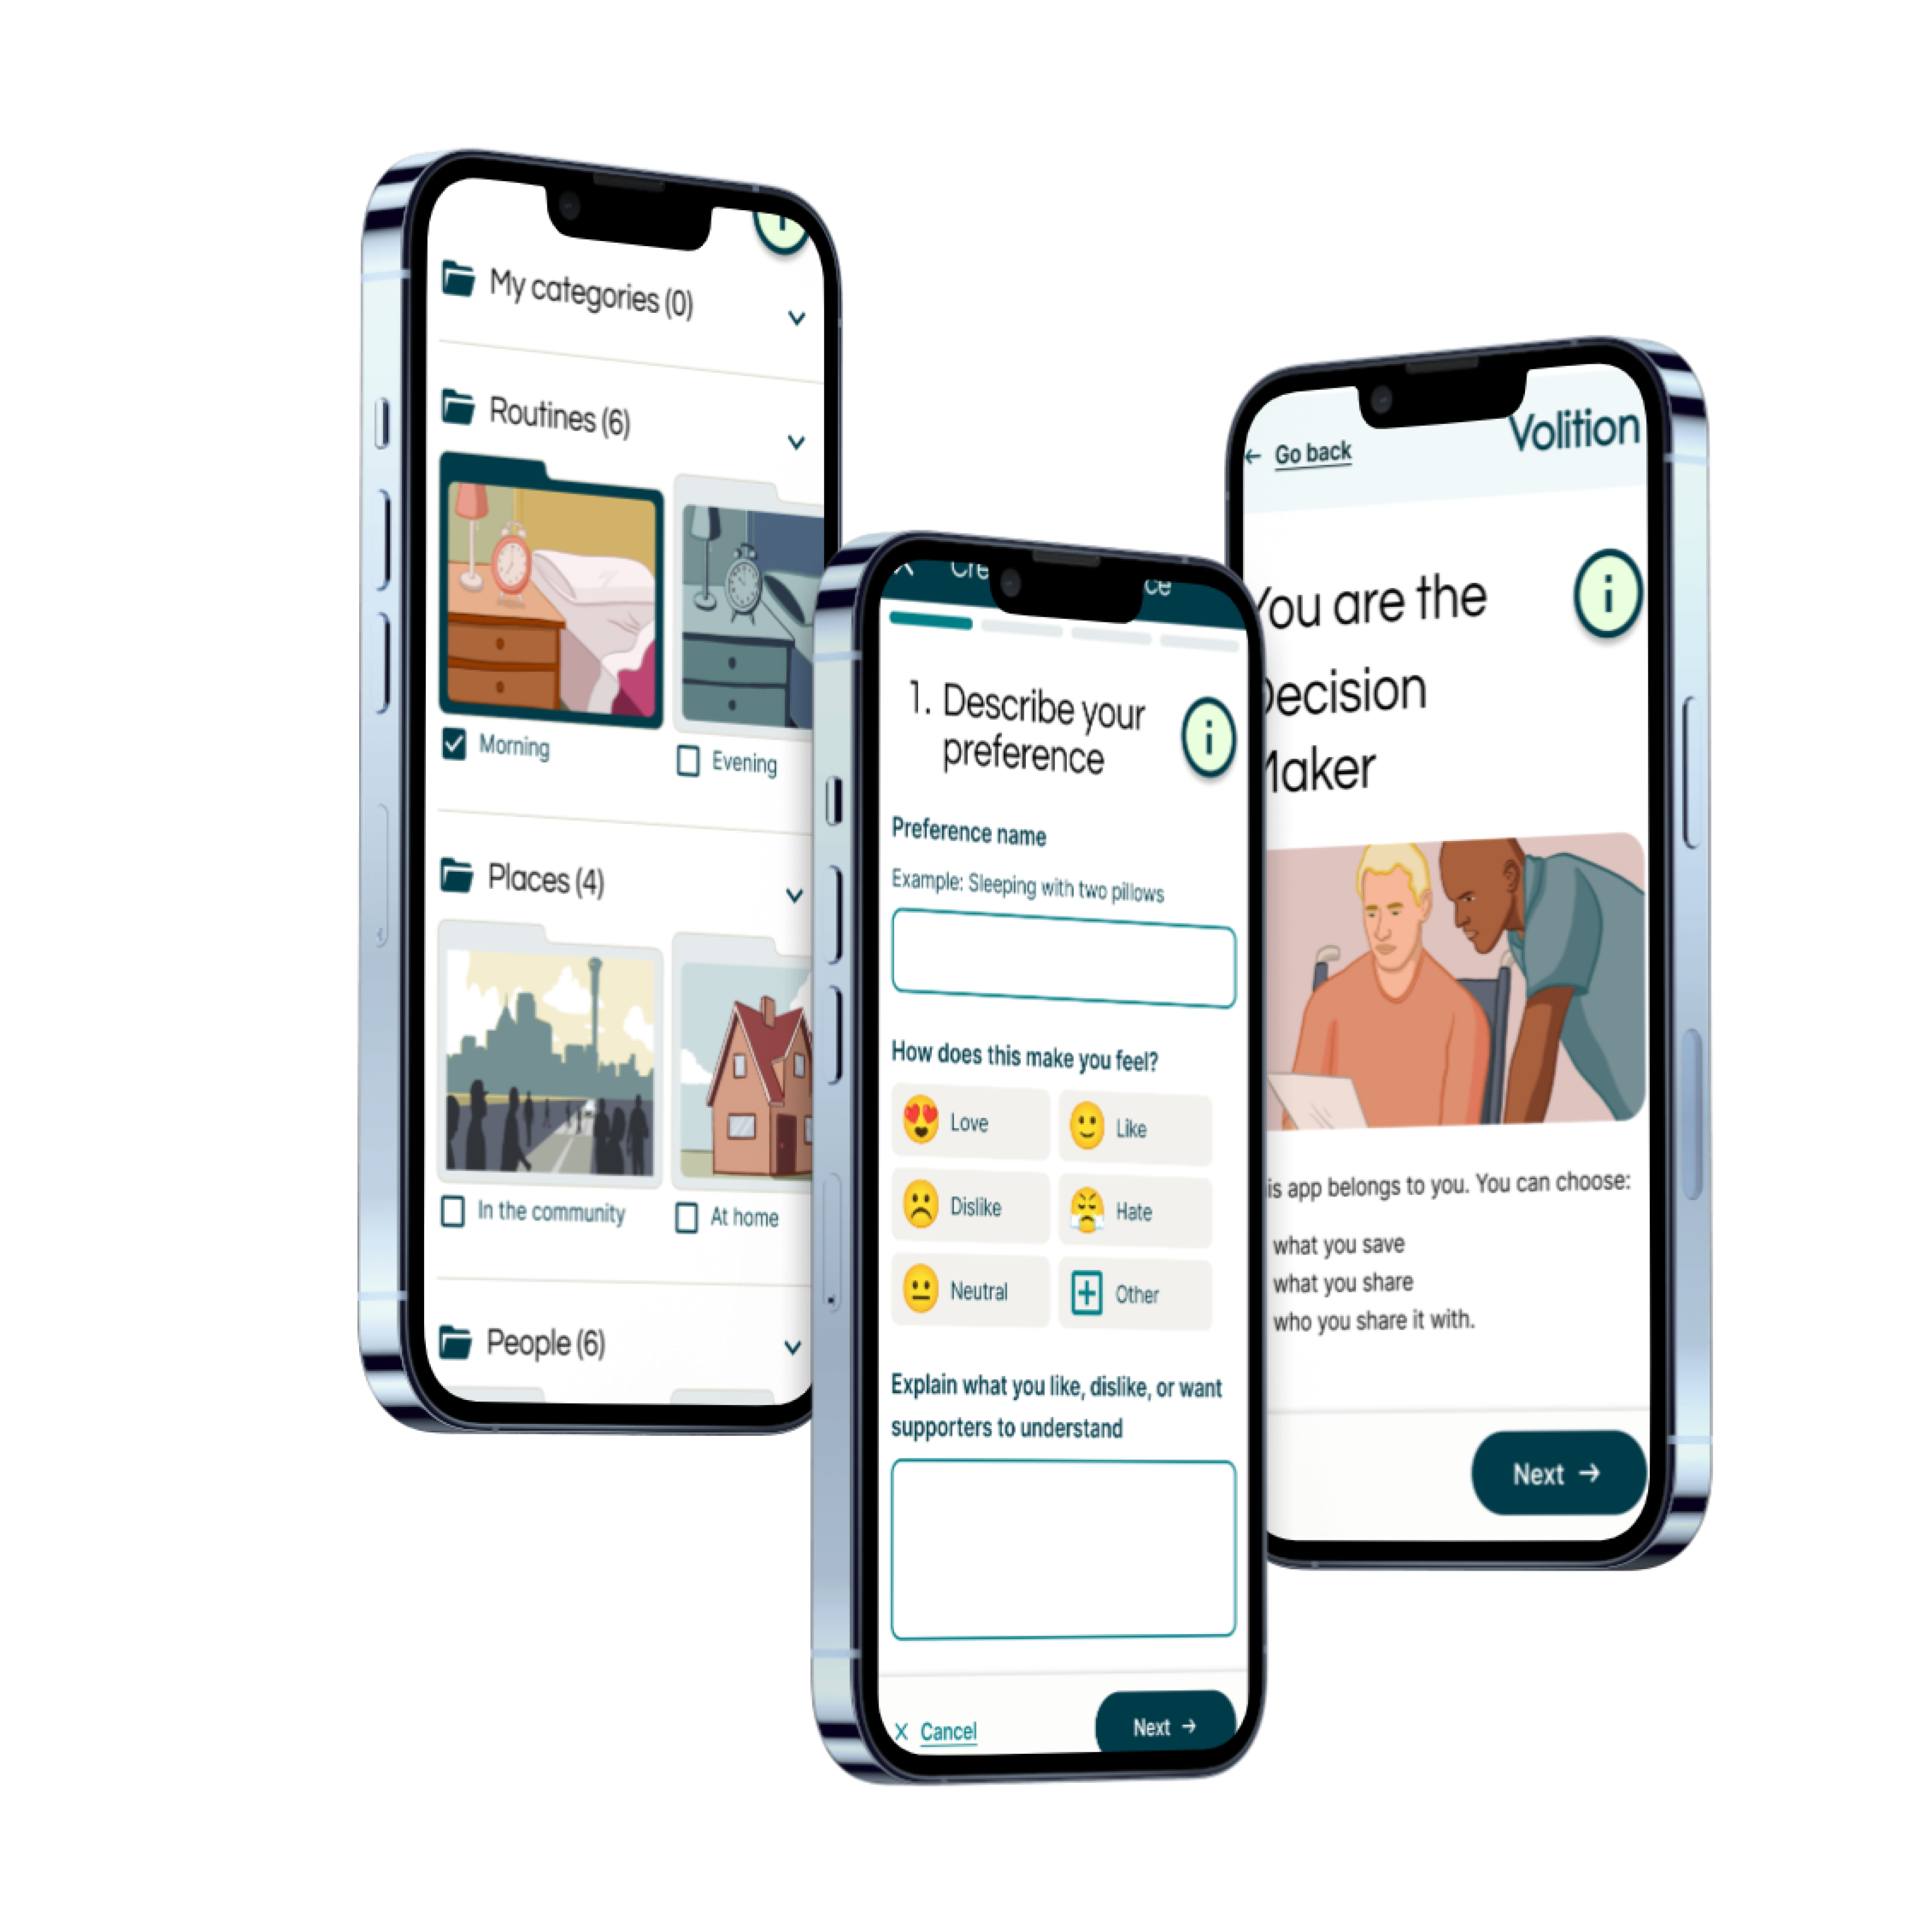 My categories (0)
Routines (6)
Morning
Evening
Places (4)
In the community
At home
People (6)
Cre
ce
1. Describe your
preference
i
Preference name
Example: Sleeping with two pillows
How does this make you feel?
Love
Like
Dislike
Hate
Neutral
Other
Explain what you like, dislike, or want
supporters to understand
X Cancel
Next →
← Go back
Volition
You are the
Decision
Maker
i
is app belongs to you. You can choose:
what you save
what you share
who you share it with.
Next →